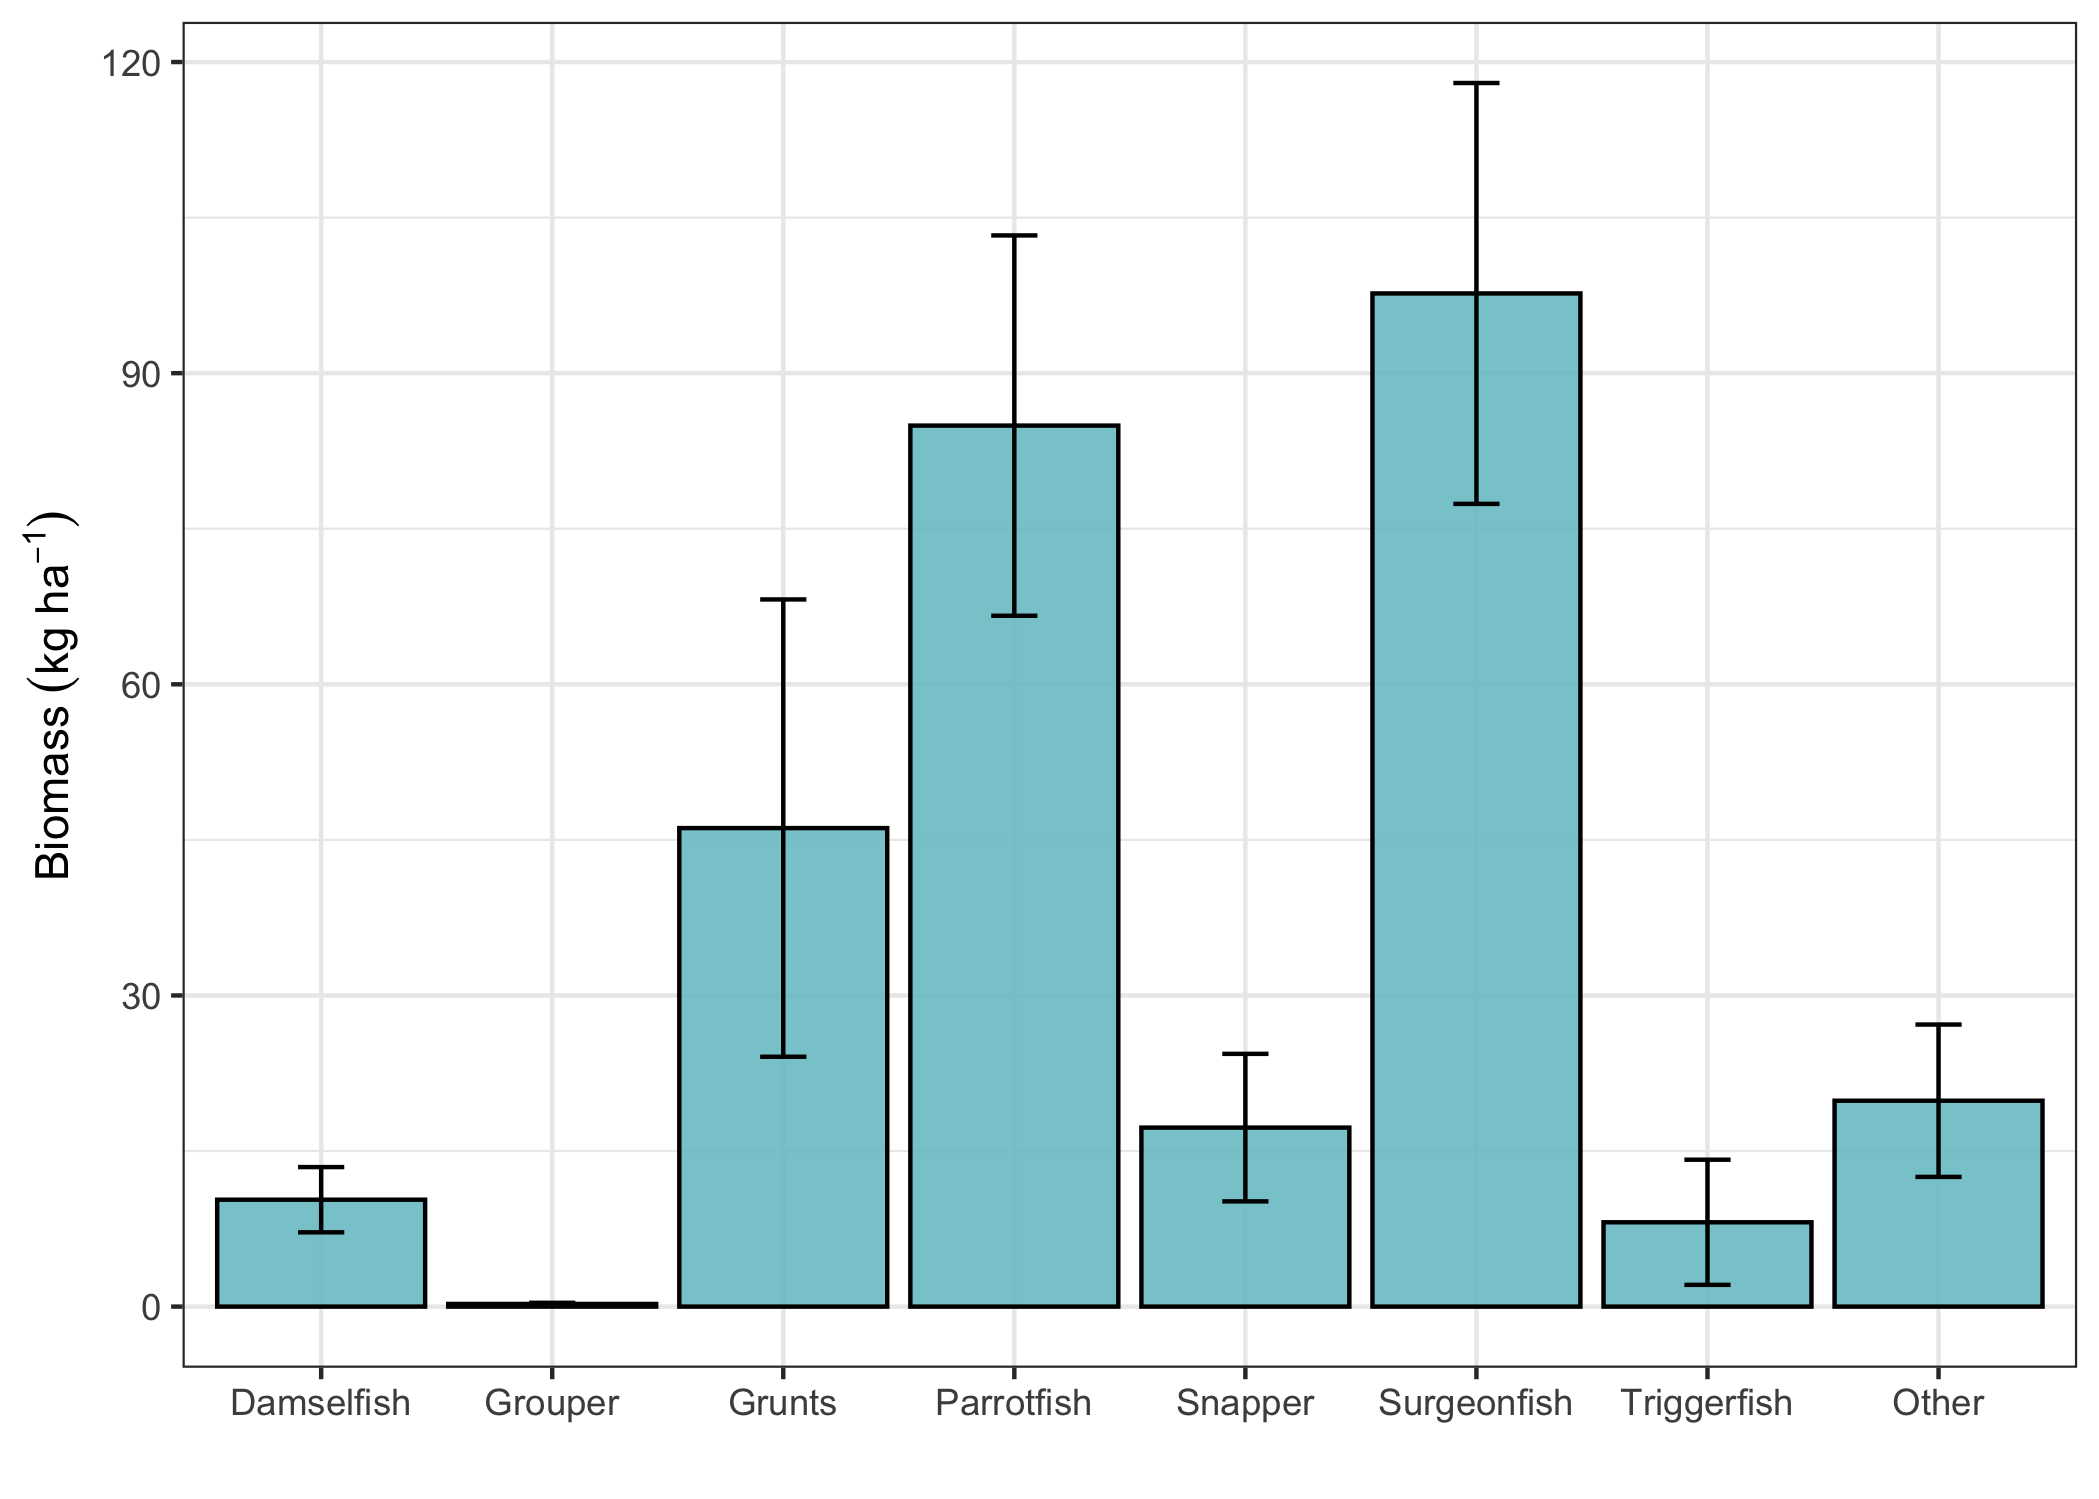 Biomass (kg ha⁻¹)
120
90
60
30
0
Damselfish Grouper Grunts Parrotfish Snapper Surgeonfish Triggerfish Other